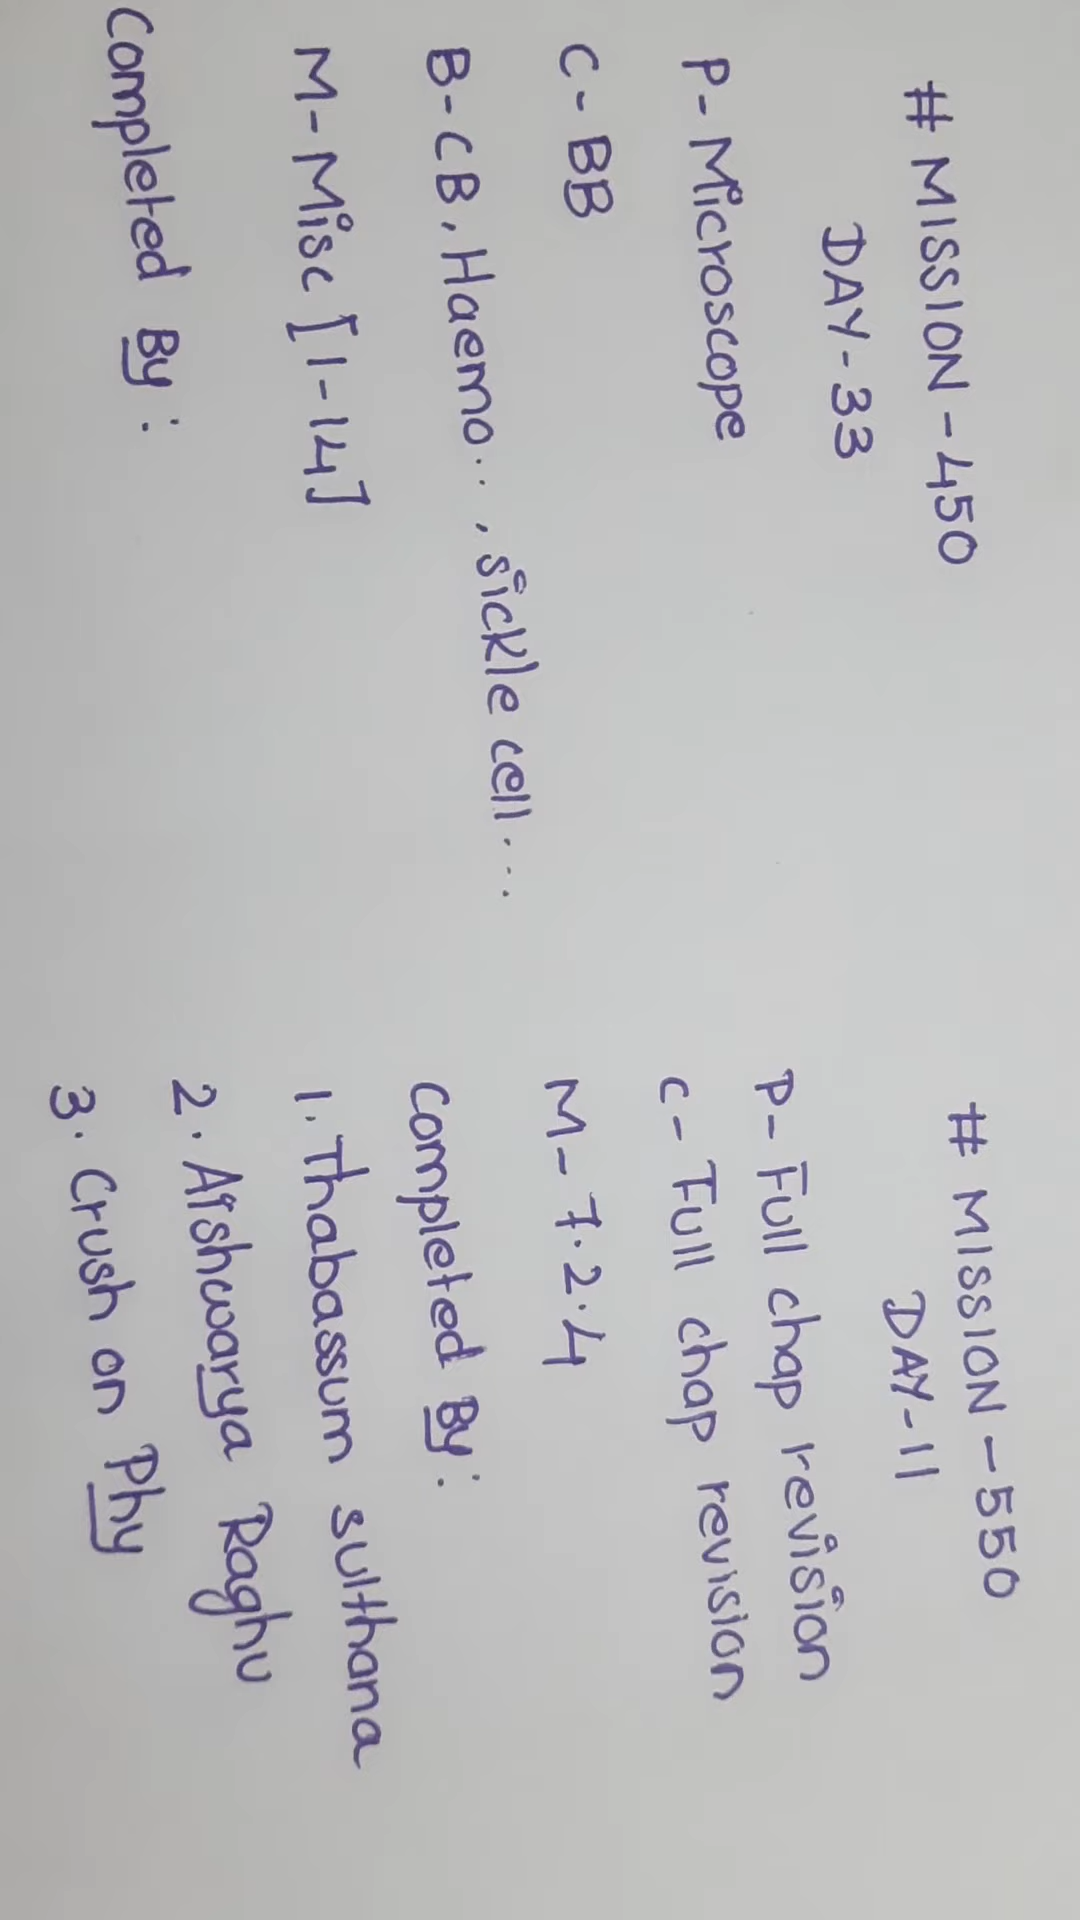 # MISSION-450
DAY-33
P-Microscope
C-BB
B-CB, Haemo.., sickle cell...
M-Misc [1-14]
Completed By:
# MISSION-550
DAY-11
P-Full chap revision
C-Full chap revision
M-7.2.4
Completed By:
1. Thabassum sulthana
2. Aishwarya Raghu
3. Crush on Phy